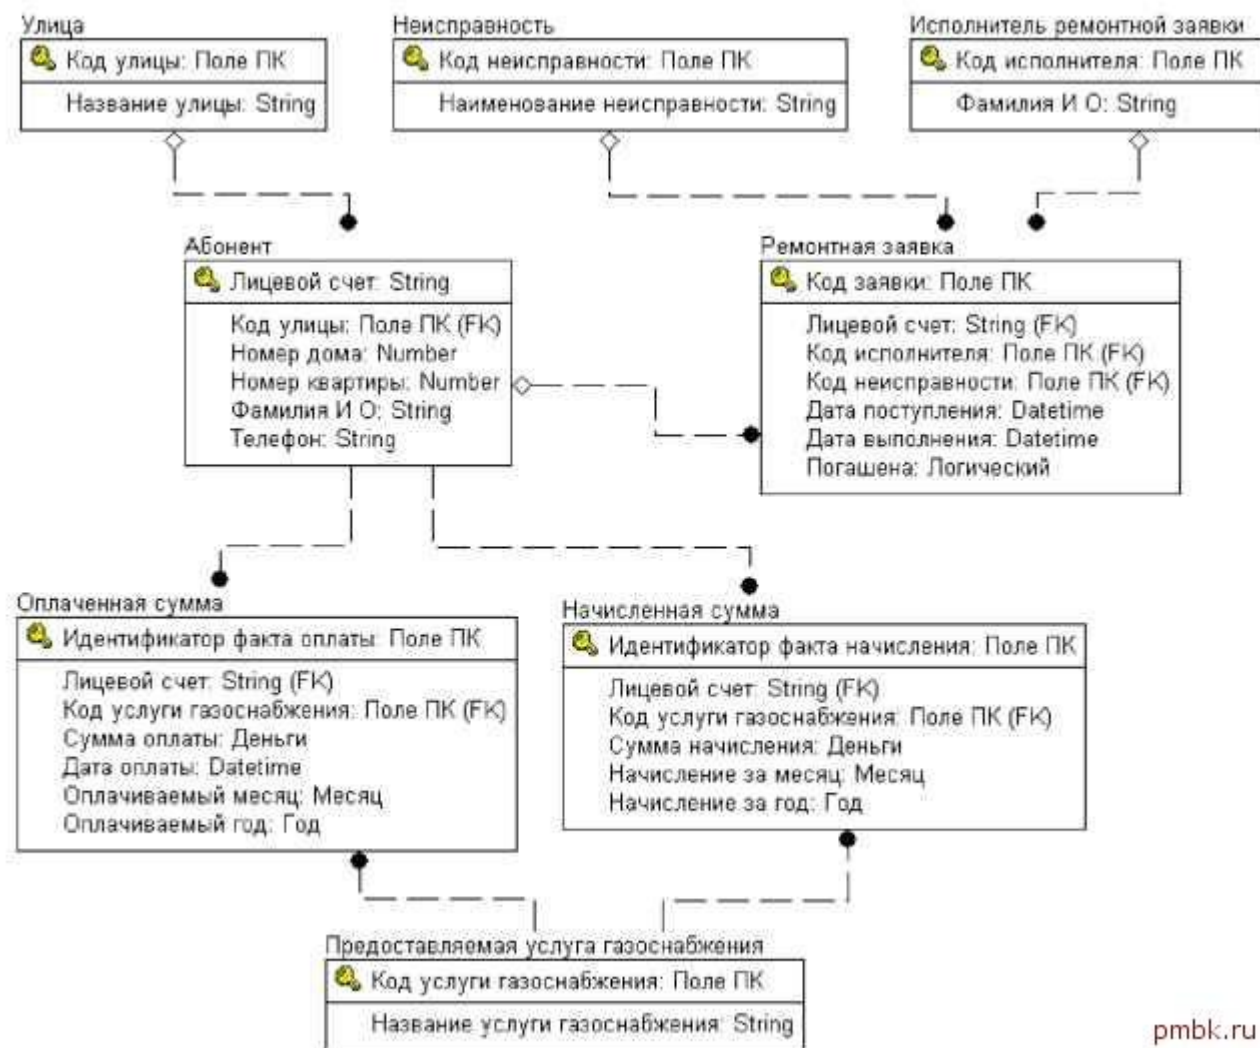 Улица
Код улицы: Поле ПК
Название улицы: String
Неисправность
Код неисправности: Поле ПК
Наименование неисправности: String
Исполнитель ремонтной заявки
Код исполнителя: Поле ПК
Фамилия И О: String
Абонент
Лицевой счет: String
Код улицы: Поле ПК (FK)
Номер дома: Number
Номер квартиры: Number
Фамилия И О: String
Телефон: String
Ремонтная заявка
Код заявки: Поле ПК
Лицевой счет: String (FK)
Код исполнителя: Поле ПК (FK)
Код неисправности: Поле ПК (FK)
Дата поступления: Datetime
Дата выполнения: Datetime
Погашена: Логический
Оплаченная сумма
Идентификатор факта оплаты: Поле ПК
Лицевой счет: String (FK)
Код услуги газоснабжения: Поле ПК (FK)
Сумма оплаты: Деньги
Дата оплаты: Datetime
Оплачиваемый месяц: Месяц
Оплачиваемый год: Год
Начисленная сумма
Идентификатор факта начисления: Поле ПК
Лицевой счет: String (FK)
Код услуги газоснабжения: Поле ПК (FK)
Сумма начисления: Деньги
Начисление за месяц: Месяц
Начисление за год: Год
Предоставляемая услуга газоснабжения
Код услуги газоснабжения: Поле ПК
Название услуги газоснабжения: String
pmbk.ru